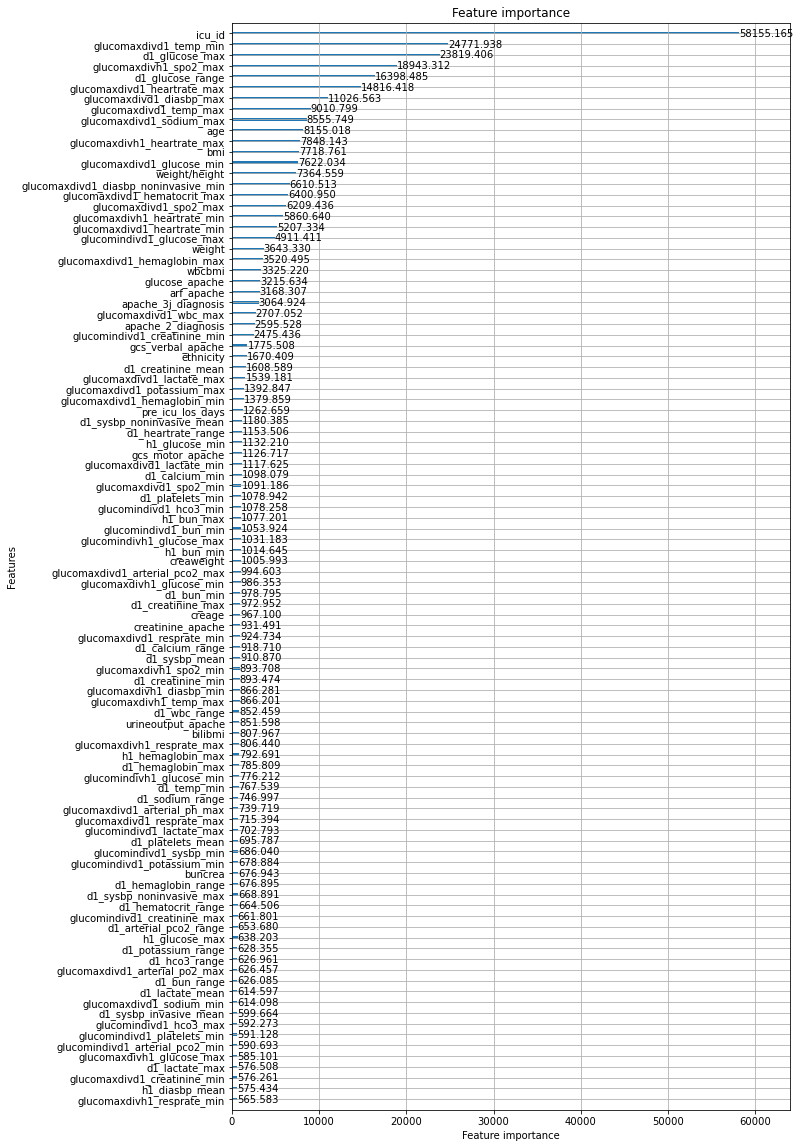 Feature importance
icu_id 58155.165
glucomaxdivd1_temp_min 24771.938
d1_glucose_max 23819.406
glucomaxdivh1_spo2_max 18943.312
d1_glucose_range 16398.485
glucomaxdivd1_heartrate_max 14816.418
glucomaxdivd1_diasbp_max 11026.563
glucomaxdivd1_temp_max 9010.799
glucomaxdivd1_sodium_max 8555.749
age 8155.018
glucomaxdivh1_heartrate_max 7848.143
bmi 7718.761
glucomaxdivd1_glucose_min 7622.034
weight/height 7364.559
glucomaxdivd1_diasbp_noninvasive_min 6610.513
glucomaxdivd1_hematocrit_max 6400.950
glucomaxdivd1_spo2_max 6209.436
glucomaxdivh1_heartrate_min 5860.640
glucomaxdivd1_heartrate_min 5207.334
glucomindivd1_glucose_max 4911.411
weight 3643.330
glucomaxdivd1_hemaglobin_max 3520.495
wbcbmi 3325.220
glucose_apache 3215.634
arf_apache 3168.307
apache_3j_diagnosis 3064.924
glucomaxdivd1_wbc_max 2707.052
apache_2_diagnosis 2595.528
glucomindivd1_creatinine_min 2475.436
gcs_verbal_apache 1775.508
ethnicity 1670.409
d1_creatinine_mean 1608.589
glucomaxdivd1_lactate_max 1539.181
glucomaxdivd1_potassium_max 1392.847
glucomaxdivd1_hemaglobin_min 1379.859
pre_icu_los_days 1262.659
d1_sysbp_noninvasive_mean 1180.385
d1_heartrate_range 1153.506
h1_glucose_min 1132.210
gcs_motor_apache 1126.717
glucomaxdivd1_lactate_min 1117.625
d1_calcium_min 1098.079
glucomaxdivd1_spo2_min 1091.186
d1_platelets_min 1078.942
glucomindivd1_hco3_min 1078.258
h1_bun_max 1077.201
glucomindivd1_bun_min 1053.924
glucomindivh1_glucose_max 1031.183
h1_bun_min 1014.645
creaweight 1005.993
glucomaxdivd1_arterial_pco2_max 994.603
glucomaxdivh1_glucose_min 986.353
d1_bun_min 978.795
d1_creatinine_max 972.952
creage 967.100
creatinine_apache 931.491
glucomaxdivd1_resprate_min 924.734
d1_calcium_range 918.710
d1_sysbp_mean 910.870
glucomaxdivh1_spo2_min 893.708
d1_creatinine_min 893.474
glucomaxdivh1_diasbp_min 866.281
glucomaxdivh1_temp_max 866.201
d1_wbc_range 852.459
urineoutput_apache 851.598
bilibmi 807.967
glucomaxdivh1_resprate_max 806.440
h1_hemaglobin_max 792.691
d1_hemaglobin_max 785.809
glucomindivh1_glucose_min 776.212
d1_temp_min 767.539
d1_sodium_range 746.997
glucomaxdivd1_arterial_ph_max 739.719
glucomaxdivd1_resprate_max 715.394
glucomindivd1_lactate_max 702.793
d1_platelets_mean 695.787
glucomindivd1_sysbp_min 686.040
glucomindivd1_potassium_min 678.884
buncrea 676.943
d1_hemaglobin_range 676.895
d1_sysbp_noninvasive_max 668.891
d1_hematocrit_range 664.506
glucomindivd1_creatinine_max 661.801
d1_arterial_pco2_range 653.680
h1_glucose_max 638.203
d1_potassium_range 628.355
d1_hco3_range 626.961
glucomaxdivd1_arterial_po2_max 626.457
d1_bun_range 626.085
d1_lactate_mean 614.597
glucomaxdivd1_sodium_min 614.098
d1_sysbp_invasive_mean 599.664
glucomindivd1_hco3_max 592.273
glucomindivd1_platelets_min 591.128
glucomindivd1_arterial_pco2_min 590.693
glucomaxdivh1_glucose_max 585.101
d1_lactate_max 576.508
glucomaxdivd1_creatinine_min 576.261
h1_diasbp_mean 575.434
glucomaxdivh1_resprate_min 565.583
Features
0 10000 20000 30000 40000 50000 60000
Feature importance